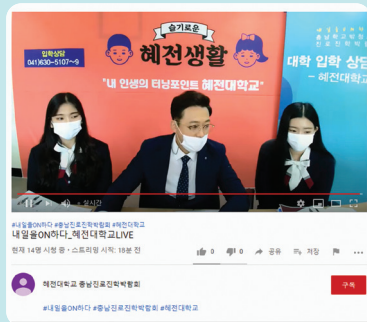 슬기로운
혜전생활
입학상담
041)630-5107~9
"내 인생의 터닝포인트 혜전대학교"
대학 입학 상담
- 혜전대학교
실시간
#내일을ON하다 #충남진로진학박람회 #혜전대학교
내일을ON하다_혜전대학교LIVE
현재 14명 시청 중 • 스트리밍 시작: 18분 전
0
0
공유
저장
혜전대학교 충남진로진학박람회
구독
#내일을ON하다 #충남진로진학박람회 #혜전대학교